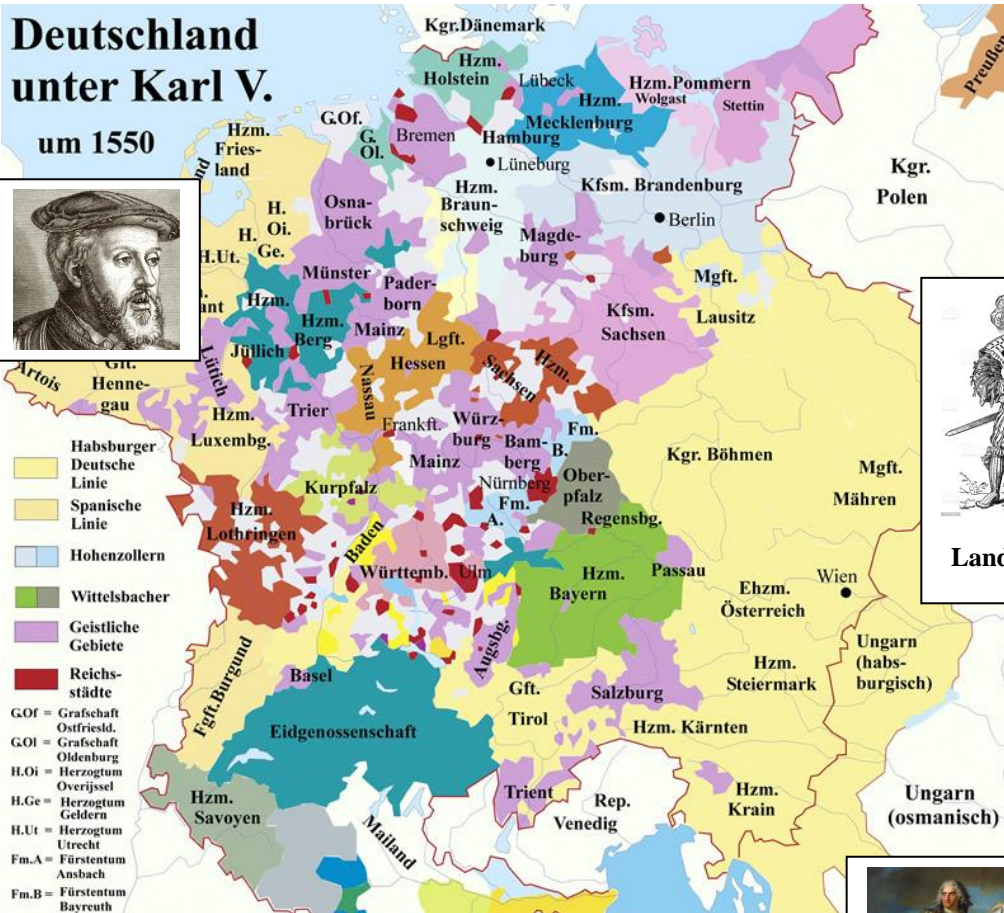 Deutschland
unter Karl V.
um 1550
Kgr.Dänemark
Hzm.
Holstein
Lübeck
Hzm.Pommern
Wolgast
Stettin
Preußen
Hzm.
Mecklenburg
G.Of.
G.
Ol.
Bremen
Hamburg
Lüneburg
Hzm.
Fries-
land
nd
Kgr.
Polen
Kfsm. Brandenburg
Berlin
Hzm.
Braun-
schweig
Osna-
brück
H.
Oi.
H.
Ge.
H.Ut.
Magde-
burg
Münster
Pader-
born
Mgft.
Lausitz
ant
Hzm.
Jüllich
Hzm.
Berg
Mainz
Kfsm.
Sachsen
Lgft.
Hessen
Sachsen
Hzm.
Nassau
Artois
Gft.
Henne-
gau
Lüttich
Hzm.
Luxembg.
Trier
Frankft.
Würz-
burg
Bam-
berg
Fm.
B.
Mainz
Nürnberg
Ober-
pfalz
Kgr. Böhmen
Mgft.
Mähren
Kurpfalz
Fm.
A.
Regensbg.
Hzm.
Lothringen
Baden
Württemb.
Ulm
Hzm.
Bayern
Passau
Land
Wien
Ehzm.
Österreich
Augsbg.
Ungarn
(habs-
burgisch)
Fgft.Burgund
Basel
Gft.
Tirol
Salzburg
Hzm.
Steiermark
Hzm. Kärnten
Eidgenossenschaft
Hzm.
Savoyen
Mailand
Trient
Rep.
Venedig
Hzm.
Krain
Ungarn
(osmanisch)
Habsburger
Deutsche
Linie
Spanische
Linie
Hohenzollern
Wittelsbacher
Geistliche
Gebiete
Reichs-
städte
G.Of = Grafschaft
Ostfriesld.
G.Ol = Grafschaft
Oldenburg
H.Oi = Herzogtum
Overijssel
H.Ge = Herzogtum
Geldern
H.Ut = Herzogtum
Utrecht
Fm.A = Fürstentum
Ansbach
Fm.B = Fürstentum
Bayreuth